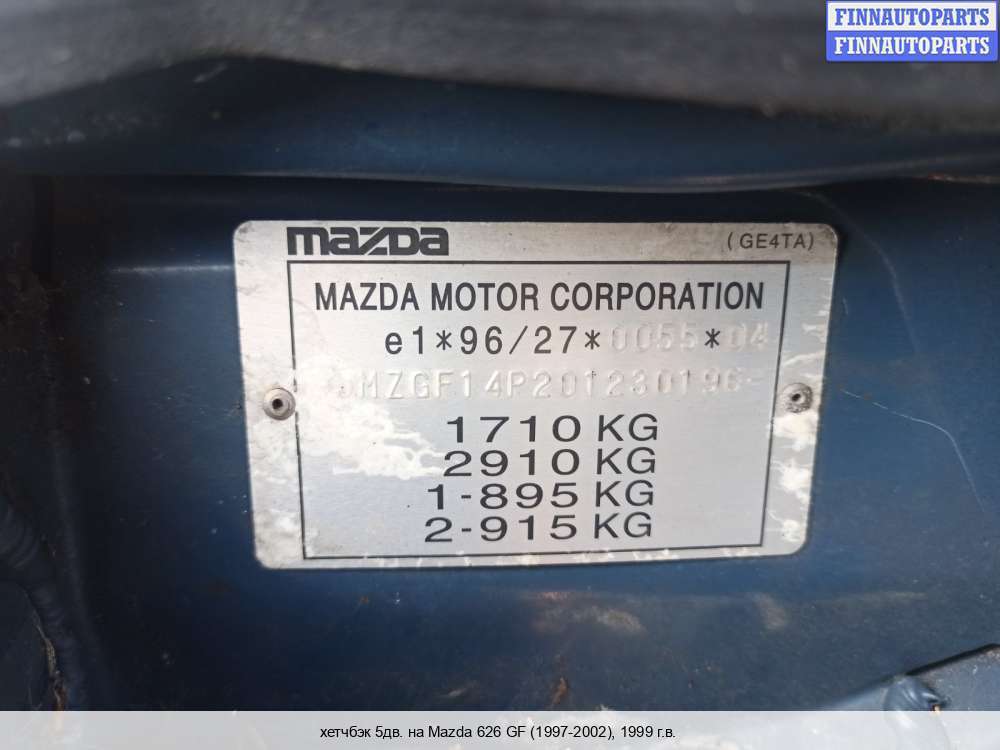 FINNAUTOPARTS
FINNAUTOPARTS
mazda
(GE4TA)
MAZDA MOTOR CORPORATION
e1*96/27*0055*04
JMZGF14P201230196
1710 KG
2910 KG
1-895 KG
2-915 KG
хетчбэк 5дв. на Mazda 626 GF (1997-2002), 1999 г.в.